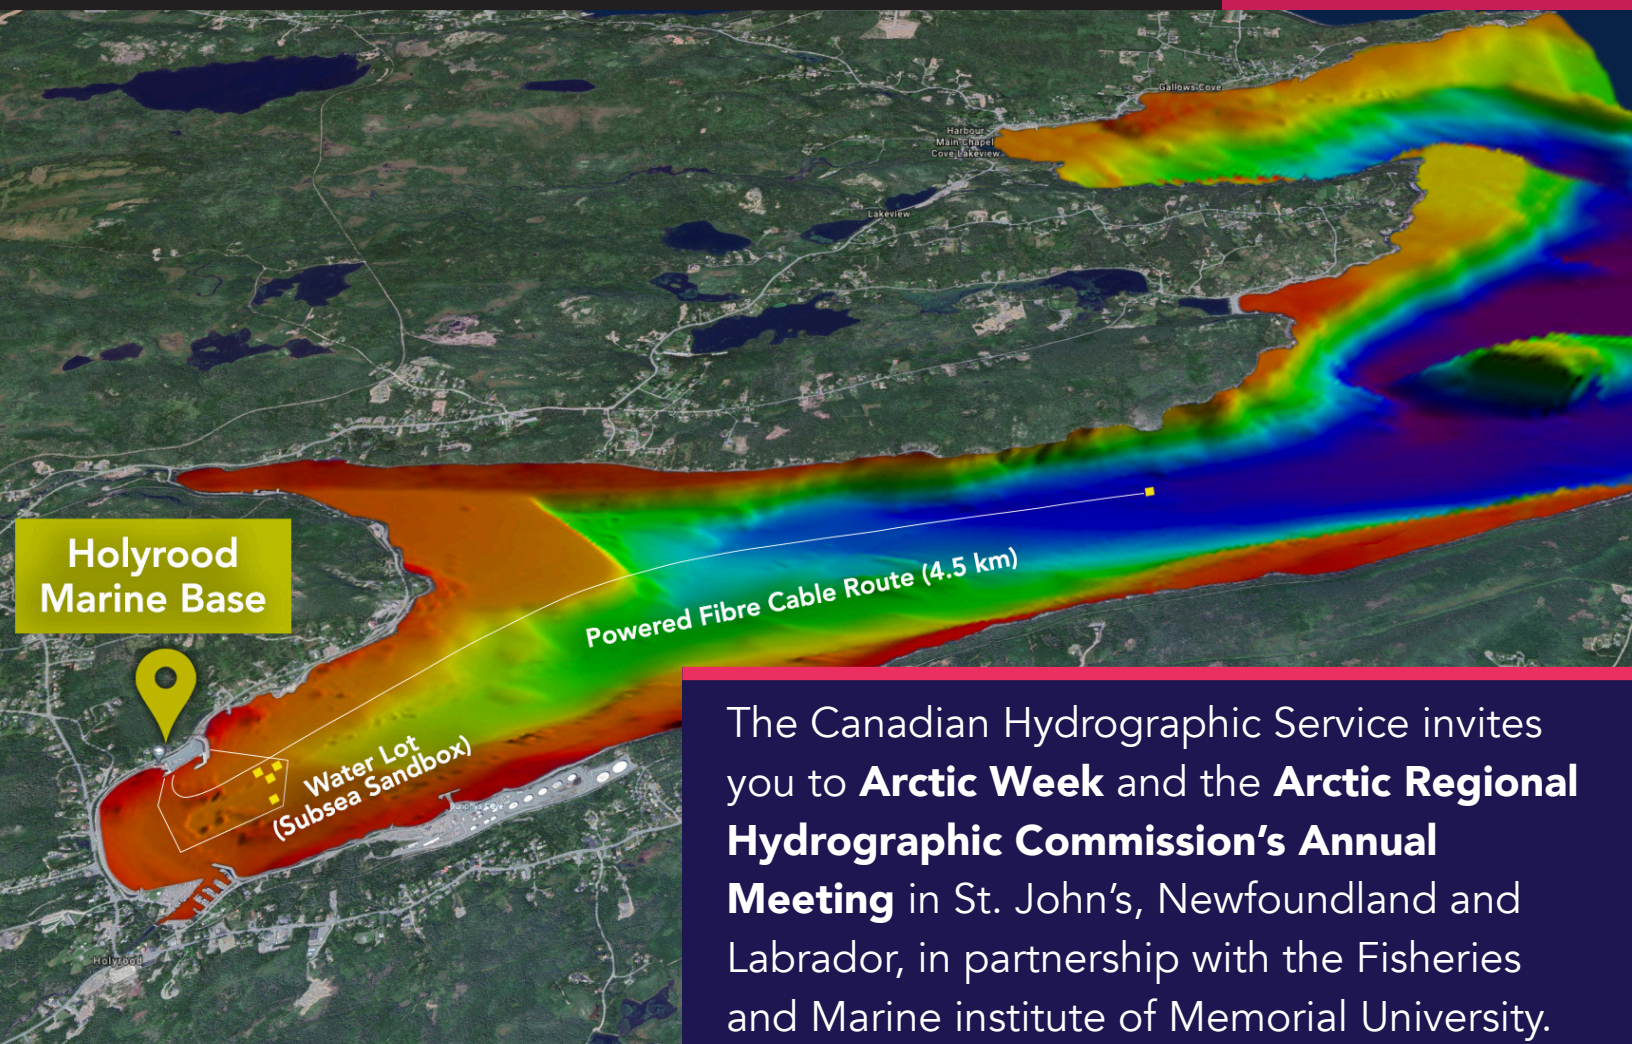 Gallows Cove
Harbour
Main Chapel
Cove Lakeview
Lakeview
Holyrood
Marine Base
Powered Fibre Cable Route (4.5 km)
Water Lot
(Subsea Sandbox)
Holyrood
The Canadian Hydrographic Service invites
you to Arctic Week and the Arctic Regional
Hydrographic Commission’s Annual
Meeting in St. John’s, Newfoundland and
Labrador, in partnership with the Fisheries
and Marine institute of Memorial University.